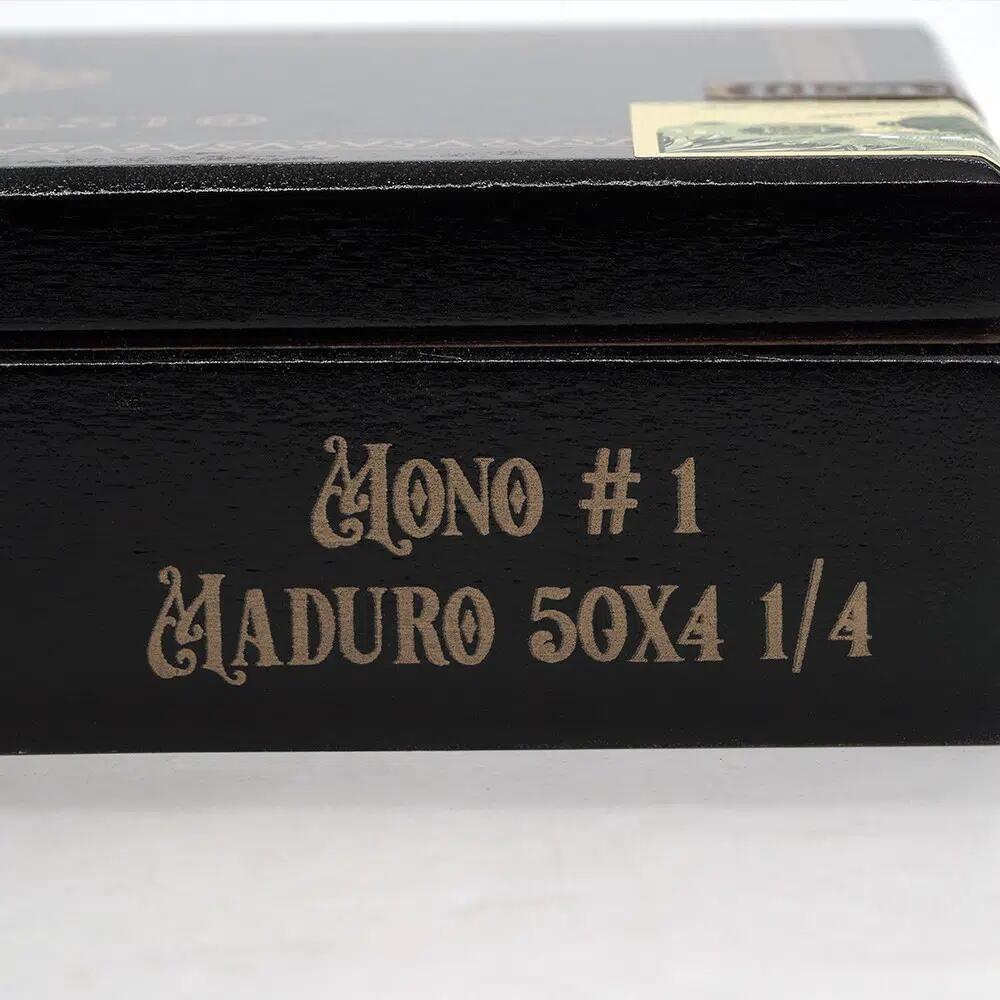 MONO # 1
MADURO 50X4 1/4